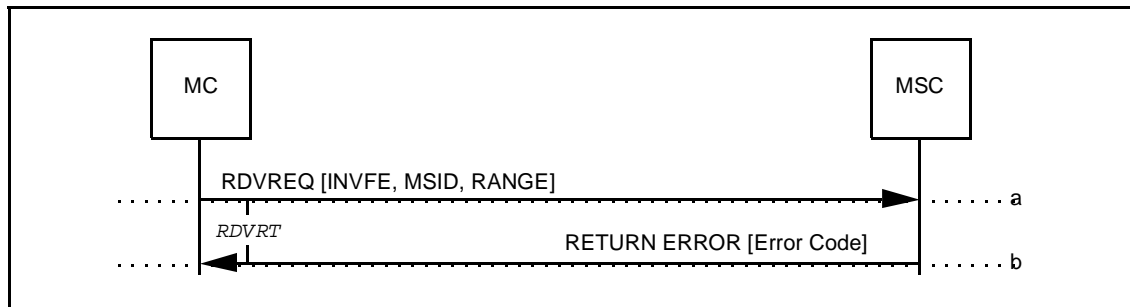 MC
MSC
RDVREQ [INVFE, MSID, RANGE]
a
RDVRT
RETURN ERROR [Error Code]
b